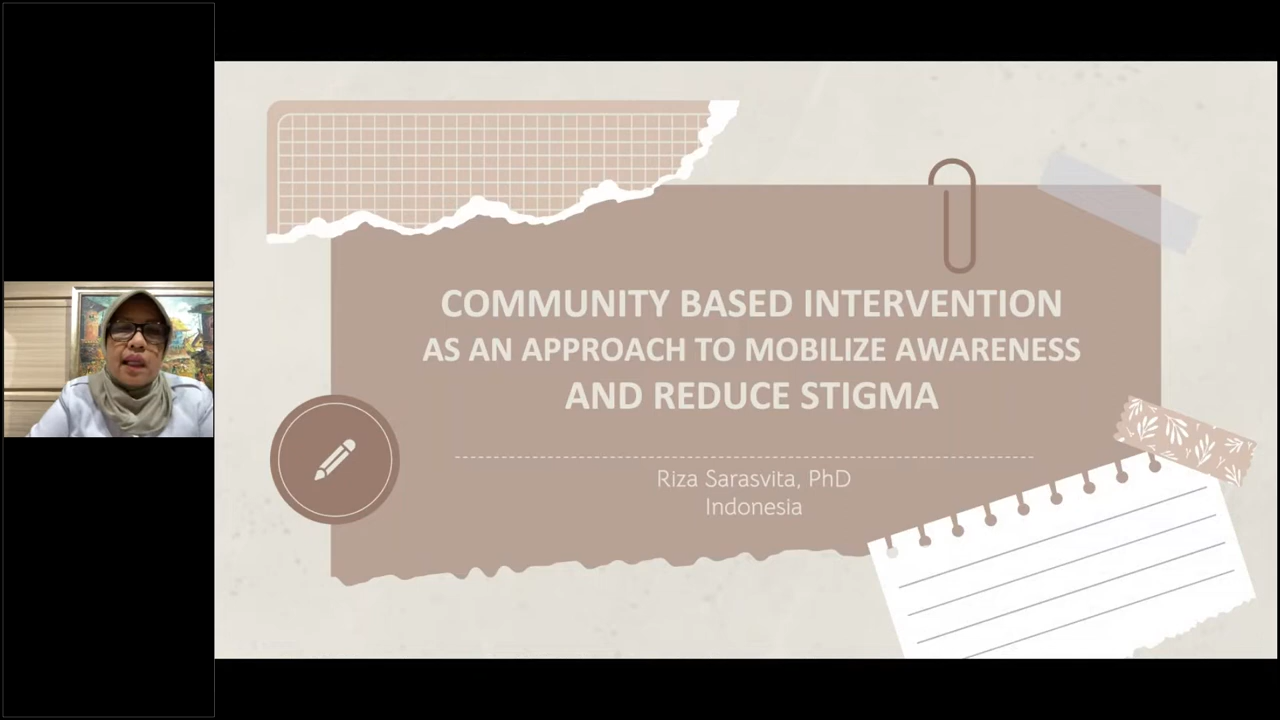 COMMUNITY BASED INTERVENTION
AS AN APPROACH TO MOBILIZE AWARENESS
AND REDUCE STIGMA
Riza Sarasvita, PhD
Indonesia